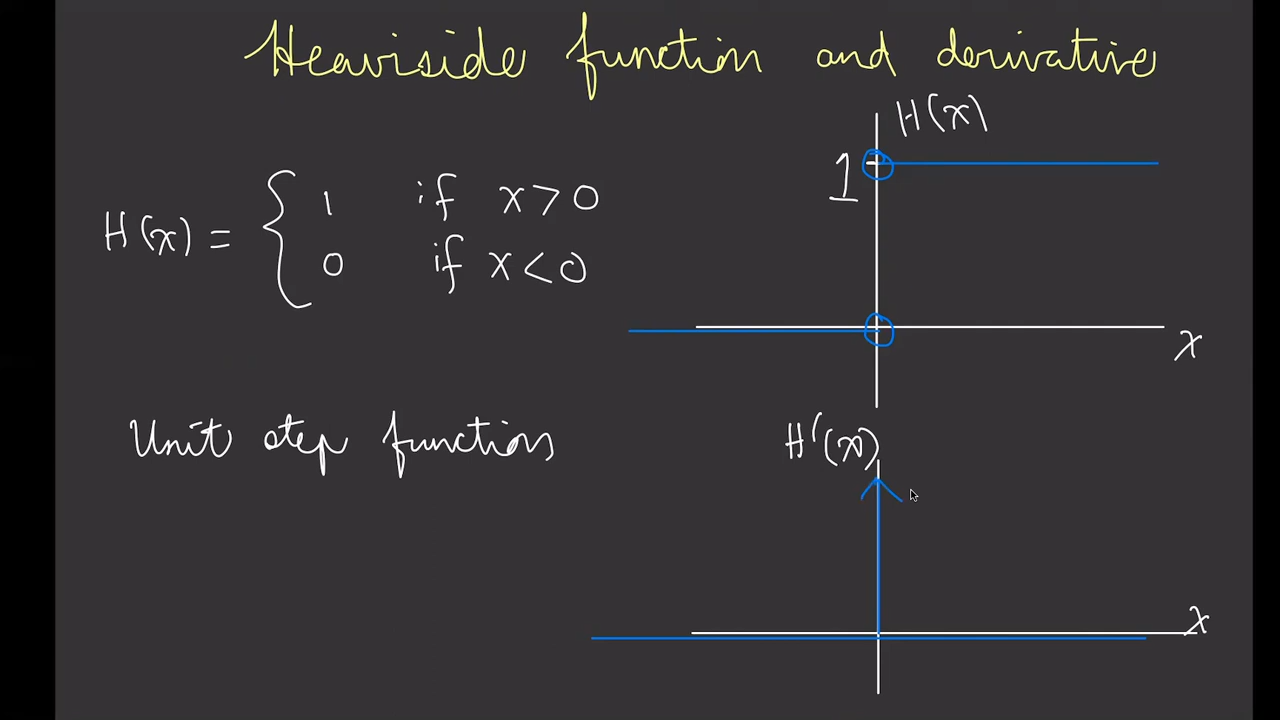 Heaviside function and derivative
H(x)
1
H(x) = { 1 if x > 0
0 if x < 0
x
Unit step function
H'(x)
x